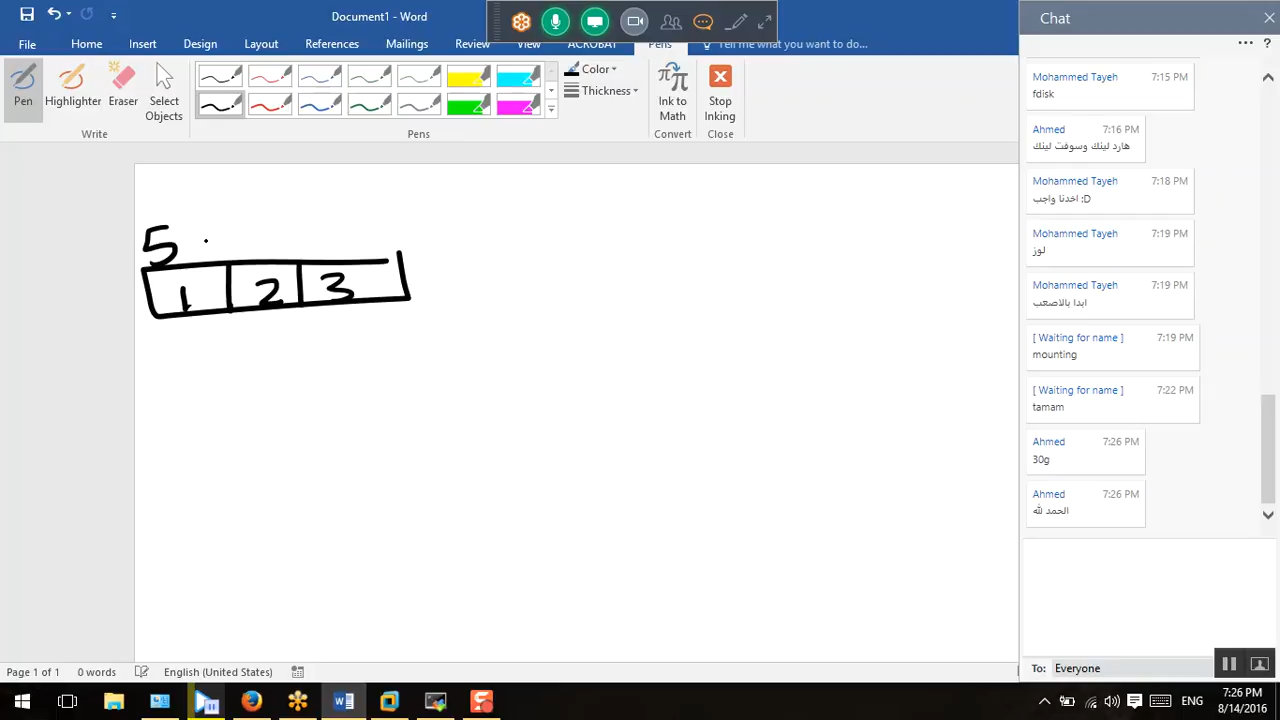 Document1 - Word
File Home Insert Design Layout References Mailings Review View ACROBAT Pens Tell me what you want to do...
Pen Highlighter Eraser Select Objects
Color
Thickness
Ink to Math
Stop Inking
Write Pens Convert Close
5
1 2 3
Chat
Mohammed Tayeh 7:15 PM
fdisk
Ahmed 7:16 PM
هارد لينك وسوفت لينك
Mohammed Tayeh 7:18 PM
اخدنا واجب :D
Mohammed Tayeh 7:19 PM
لوز
Mohammed Tayeh 7:19 PM
ابدا بالاصعب
[ Waiting for name ] 7:19 PM
mounting
[ Waiting for name ] 7:22 PM
tamam
Ahmed 7:26 PM
30g
Ahmed 7:26 PM
الحمد لله
To: Everyone
Page 1 of 1 0 words English (United States)
ENG 7:26 PM
8/14/2016